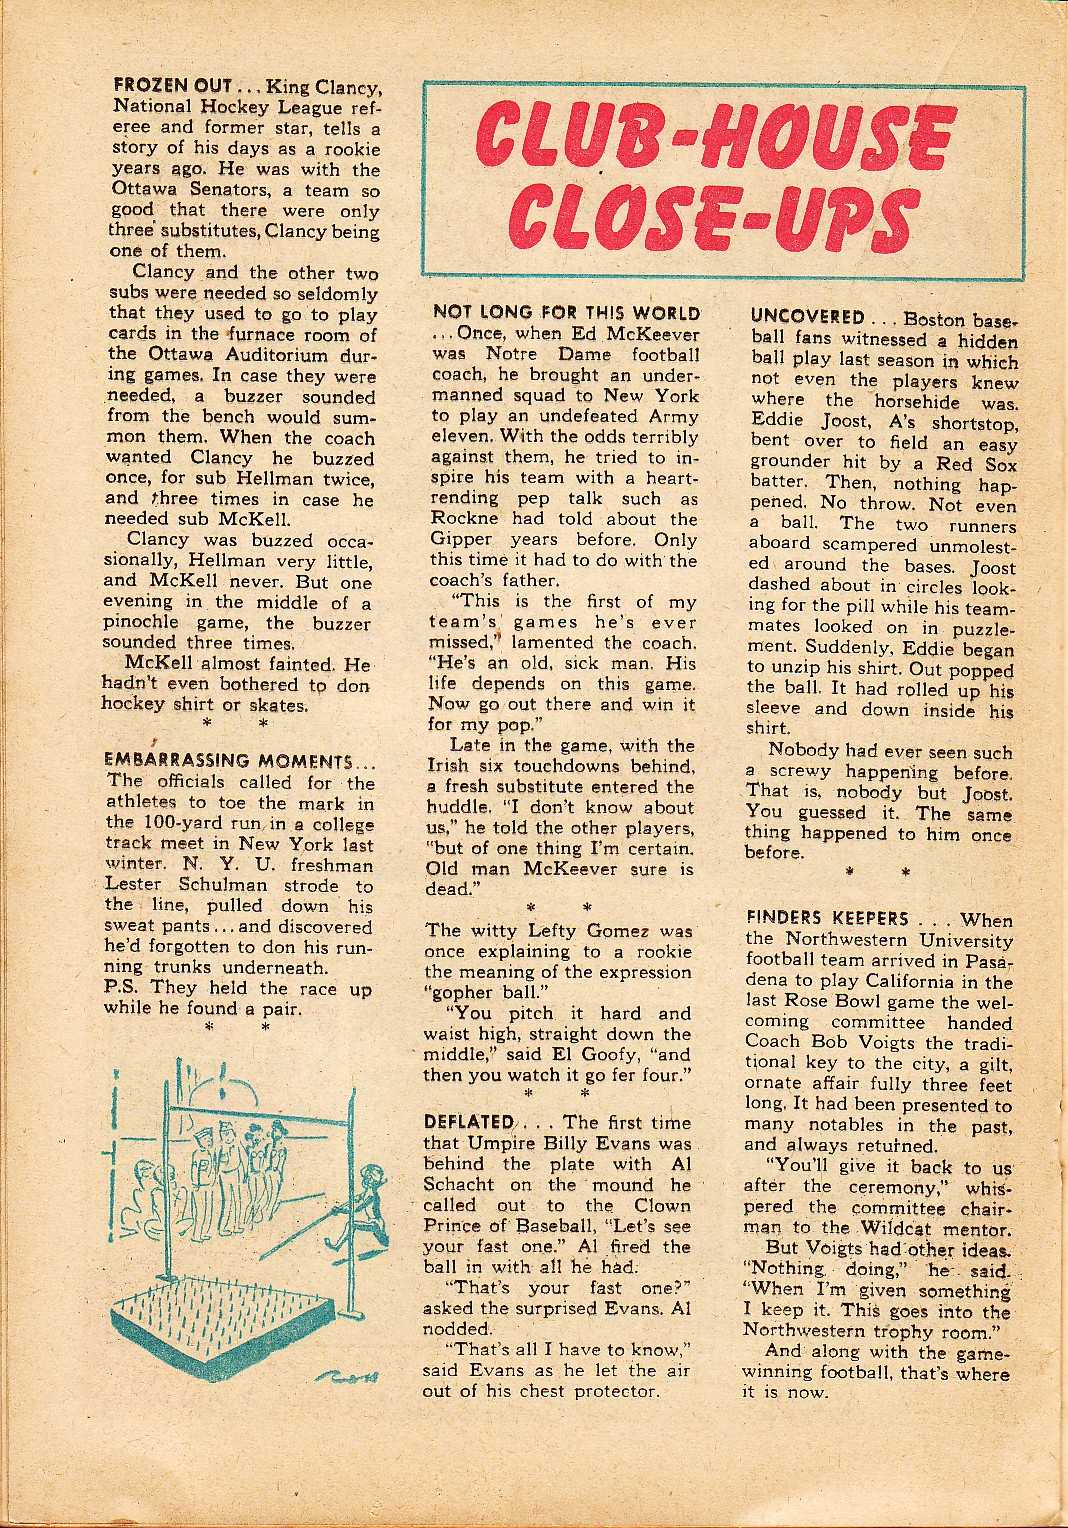 FROZEN OUT . . . King Clancy,
National Hockey League ref-
eree and former star, tells a
story of his days as a rookie
years ago. He was with the
Ottawa Senators, a team so
good that there were only
three substitutes, Clancy being
one of them.
Clancy and the other two
subs were needed so seldomly
that they used to go to play
cards in the furnace room of
the Ottawa Auditorium dur-
ing games. In case they were
needed, a buzzer sounded
from the bench would sum-
mon them. When the coach
wanted Clancy he buzzed
once, for sub Hellman twice,
and three times in case he
needed sub McKell.
Clancy was buzzed occa-
sionally, Hellman very little,
and McKell never. But one
evening in the middle of a
pinochle game, the buzzer
sounded three times.
McKell almost fainted. He
hadn't even bothered to don
hockey shirt or skates.
* *
EMBARRASSING MOMENTS...
The officials called for the
athletes to toe the mark in
the 100-yard run in a college
track meet in New York last
winter. N. Y. U. freshman
Lester Schulman strode to
the line, pulled down his
sweat pants...and discovered
he'd forgotten to don his run-
ning trunks underneath.
P.S. They held the race up
while he found a pair.
* *
CLUB-HOUSE
CLOSE-UPS
NOT LONG FOR THIS WORLD
...Once, when Ed McKeever
was Notre Dame football
coach, he brought an under-
manned squad to New York
to play an undefeated Army
eleven. With the odds terribly
against them, he tried to in-
spire his team with a heart-
rending pep talk such as
Rockne had told about the
Gipper years before. Only
this time it had to do with the
coach's father.
"This is the first of my
team's games he's ever
missed," lamented the coach.
"He's an old, sick man. His
life depends on this game.
Now go out there and win it
for my pop."
Late in the game, with the
Irish six touchdowns behind,
a fresh substitute entered the
huddle. "I don't know about
us," he told the other players,
"but of one thing I'm certain.
Old man McKeever sure is
dead."
* *
The witty Lefty Gomez was
once explaining to a rookie
the meaning of the expression
"gopher ball."
"You pitch it hard and
waist high, straight down the
middle," said El Goofy, "and
then you watch it go fer four."
* *
DEFLATED . . . The first time
that Umpire Billy Evans was
behind the plate with Al
Schacht on the mound he
called out to the Clown
Prince of Baseball, "Let's see
your fast one." Al fired the
ball in with all he had.
"That's your fast one?"
asked the surprised Evans. Al
nodded.
"That's all I have to know,"
said Evans as he let the air
out of his chest protector.
UNCOVERED . . . Boston base-
ball fans witnessed a hidden
ball play last season in which
not even the players knew
where the horsehide was.
Eddie Joost, A's shortstop,
bent over to field an easy
grounder hit by a Red Sox
batter. Then, nothing hap-
pened. No throw. Not even
a ball. The two runners
aboard scampered unmolest-
ed around the bases. Joost
dashed about in circles look-
ing for the pill while his team-
mates looked on in puzzle-
ment. Suddenly, Eddie began
to unzip his shirt. Out popped
the ball. It had rolled up his
sleeve and down inside his
shirt.
Nobody had ever seen such
a screwy happening before.
That is, nobody but Joost.
You guessed it. The same
thing happened to him once
before.
* *
FINDERS KEEPERS . . . When
the Northwestern University
football team arrived in Pasa-
dena to play California in the
last Rose Bowl game the wel-
coming committee handed
Coach Bob Voigts the tradi-
tional key to the city, a gilt,
ornate affair fully three feet
long. It had been presented to
many notables in the past,
and always returned.
"You'll give it back to us
after the ceremony," whis-
pered the committee chair-
man to the Wildcat mentor.
But Voigts had other ideas.
"Nothing doing," he said.
"When I'm given something
I keep it. This goes into the
Northwestern trophy room."
And along with the game-
winning football, that's where
it is now.